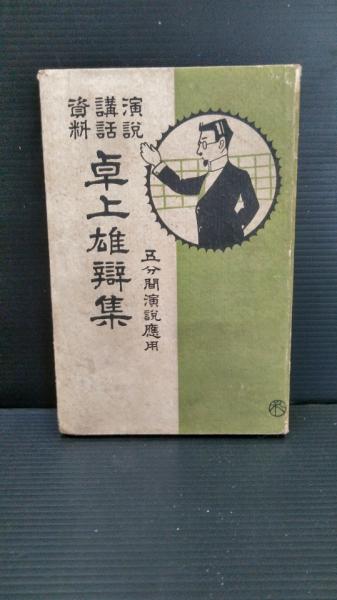 演説
講話
資料
卓上雄辯集
五分間演説應用